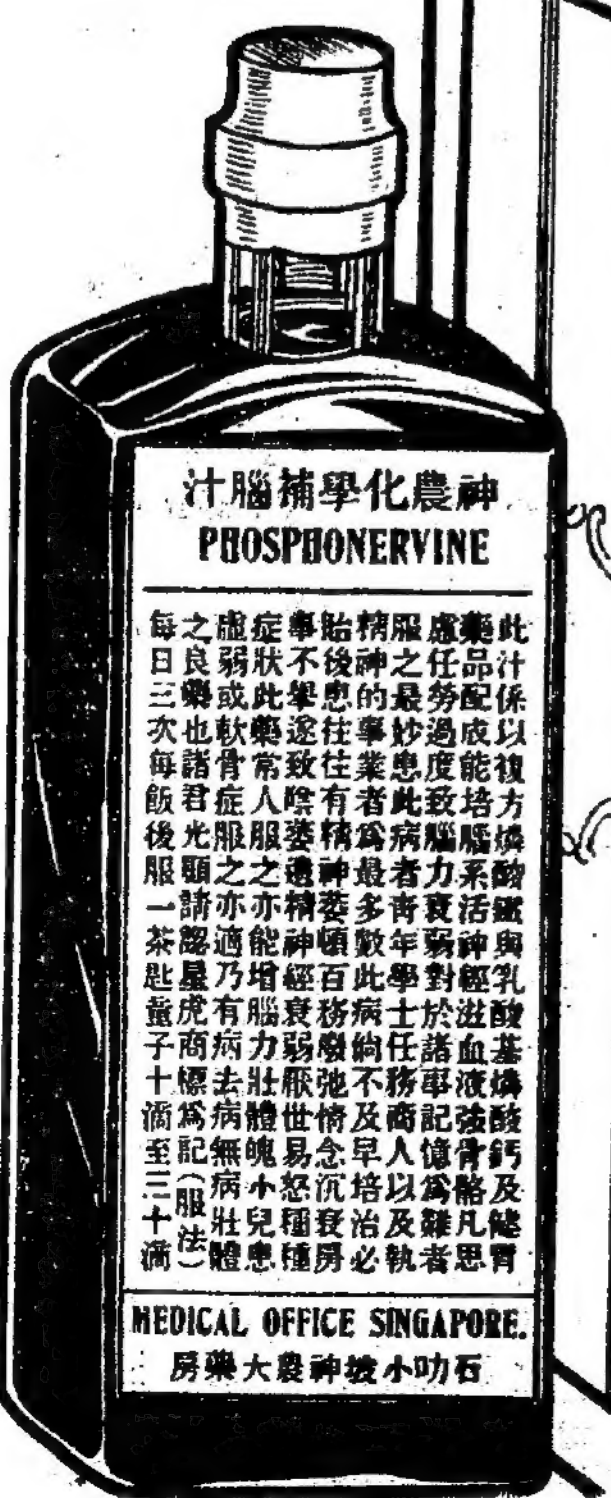 神農化學補腦汁
PHOSPHONERVINE
此汁係以複方燐酸鐵與乳酸基燐酸鈣及健胃
藥品配成能培腦系活神經滋血液強骨骼凡思
慮任勞過度致腦力衰弱對於諸事記憶爲難者
服之最妙患此病者青年學士任務商人以及執
精神的事業者爲最多數此病倘不及早培治必
貽後患往往有精神委頓百務廢弛情念沉衰房
事不舉遂致陰萎遺精神經衰弱厭世易怒種種
症狀此藥常人服之亦能增腦力壯體魄小兒患
虛弱或軟骨症服之亦適乃有病去病無病壯體
之良藥也諸君光顧請認星虎商標爲記(服法)
每日三次每飯後服一茶匙童子十滴至三十滴
MEDICAL OFFICE SINGAPORE.
石叻小坡神農大藥房